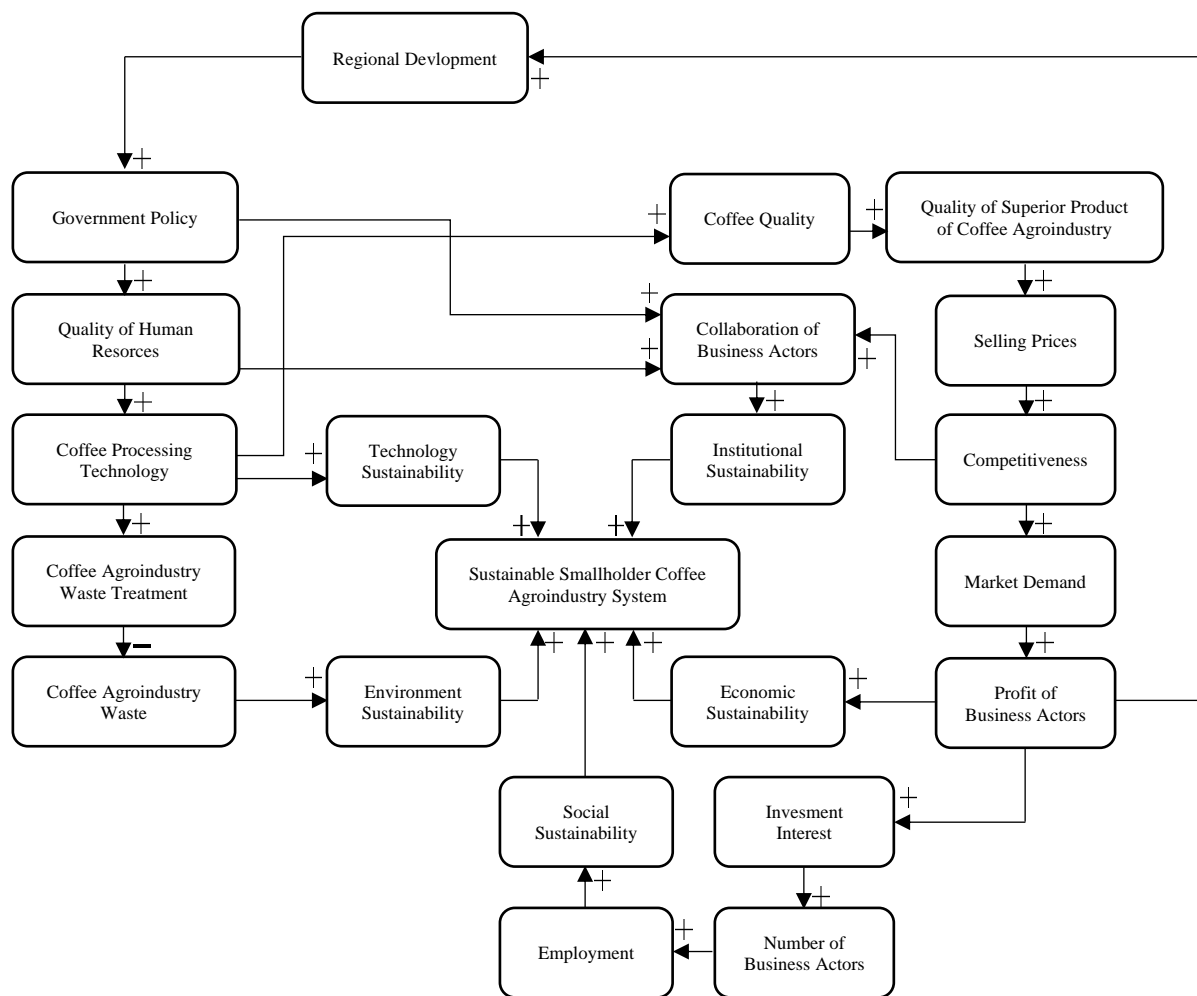 Regional Devlopment
+
+
Government Policy
+
Coffee Quality
+
Quality of Superior Product
of Coffee Agroindustry
+
+
Quality of Human
Resorces
+
+
Collaboration of
Business Actors
+
Selling Prices
+
+
+
Coffee Processing
Technology
+
Technology
Sustainability
Institutional
Sustainability
Competitiveness
+
+
+
+
Coffee Agroindustry
Waste Treatment
Sustainable Smallholder Coffee
Agroindustry System
Market Demand
−
+
+
+
+
Coffee Agroindustry
Waste
+
Environment
Sustainability
Economic
Sustainability
+
Profit of
Business Actors
Social
Sustainability
Invesment
Interest
+
+
+
Employment
+
Number of
Business Actors